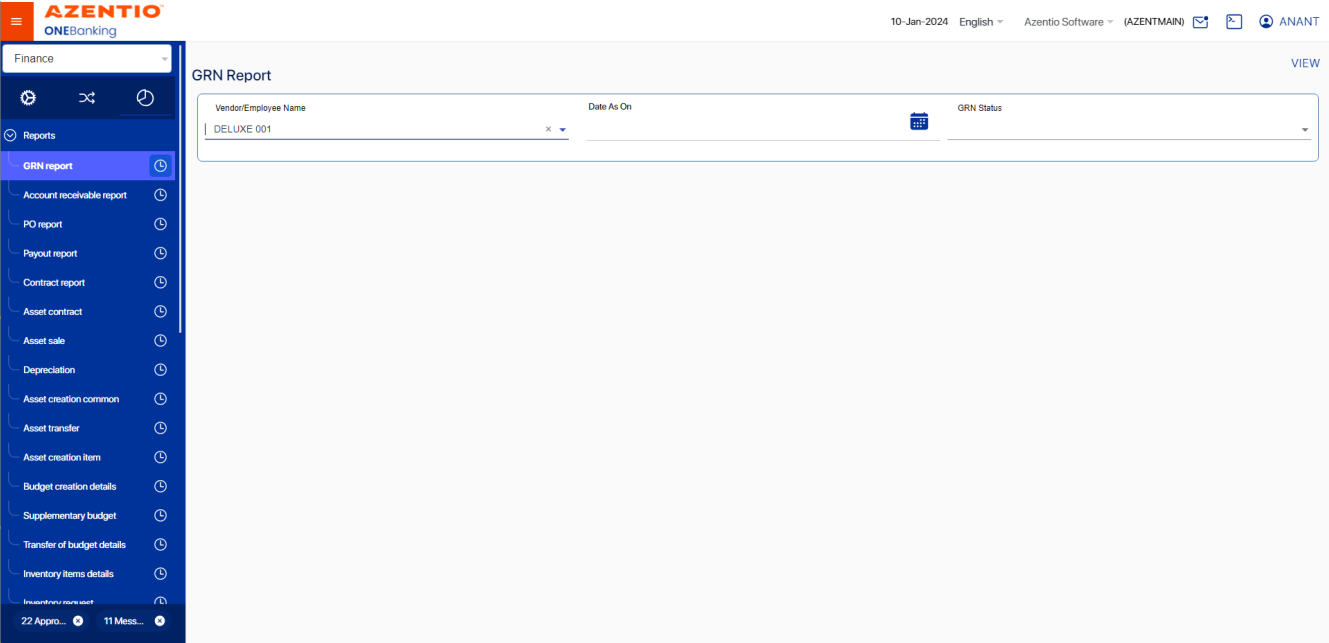 AZENTIO
ONEBanking
10-Jan-2024 English Azentio Software (AZENTMAIN) ANANT
Finance
VIEW
GRN Report
Vendor/Employee Name Date As On GRN Status
DELUXE 001 ×
Reports
GRN report
Account receivable report
PO report
Payout report
Contract report
Asset contract
Asset sale
Depreciation
Asset creation common
Asset transfer
Asset creation item
Budget creation details
Supplementary budget
Transfer of budget details
Inventory items details
Inventory request
22 Appro... 11 Mess...